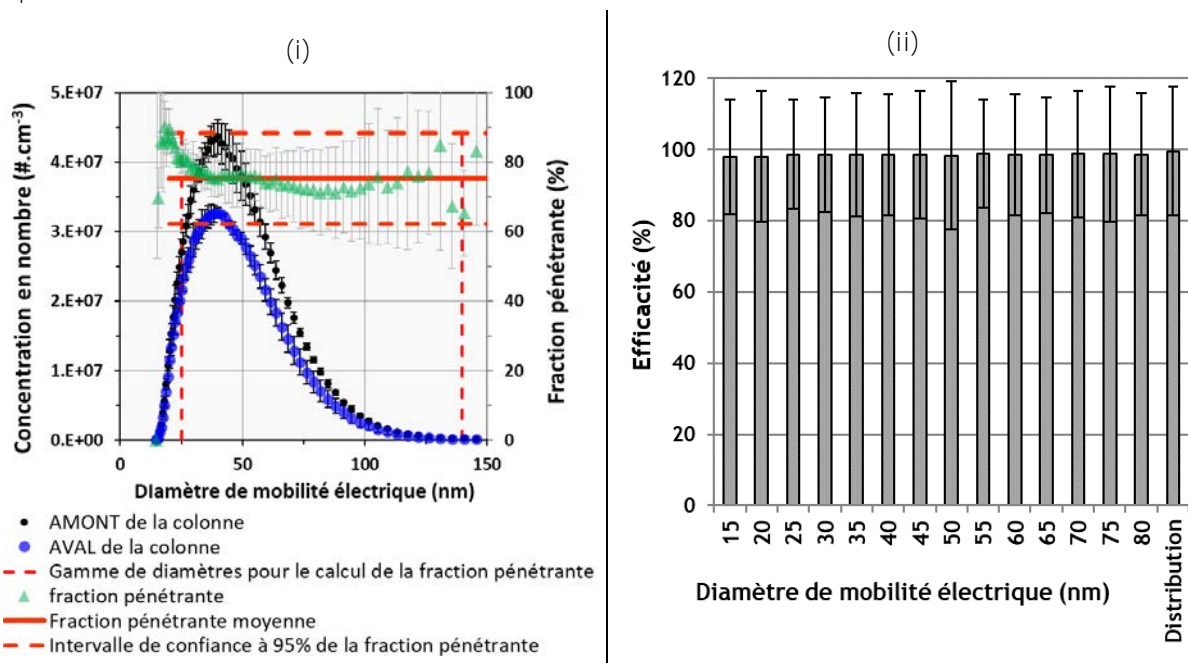 (i)
Concentration en nombre (#.cm⁻³)
5.E+07
4.E+07
3.E+07
2.E+07
1.E+07
0.E+00
100
80
60
40
20
0
Fraction pénétrante (%)
0 50 100 150
DIamètre de mobilité électrique (nm)
AMONT de la colonne
AVAL de la colonne
Gamme de diamètres pour le calcul de la fraction pénétrante
fraction pénétrante
Fraction pénétrante moyenne
Intervalle de confiance à 95% de la fraction pénétrante
(ii)
Efficacité (%)
120
100
80
60
40
20
0
15 20 25 30 35 40 45 50 55 60 65 70 75 80 Distribution
Diamètre de mobilité électrique (nm)